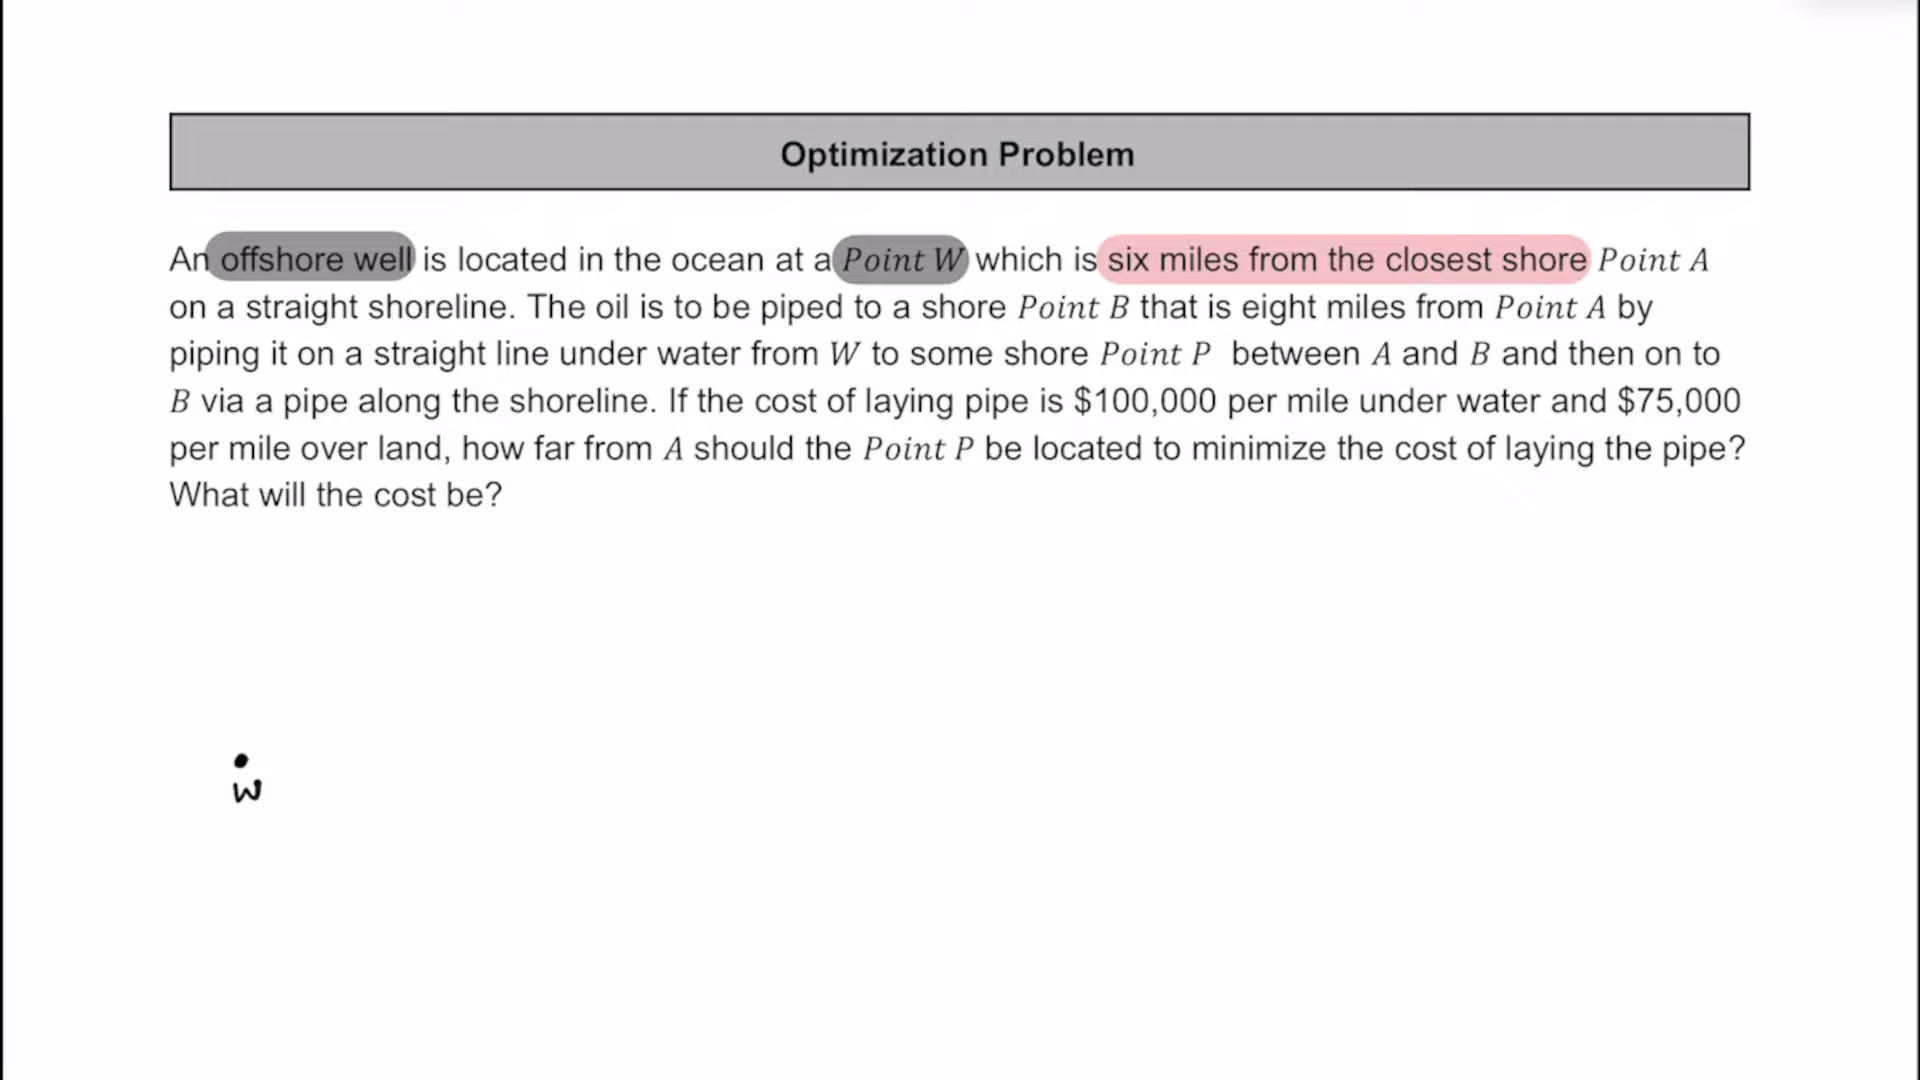 Optimization Problem
An offshore well is located in the ocean at a Point W which is six miles from the closest shore Point A
on a straight shoreline. The oil is to be piped to a shore Point B that is eight miles from Point A by
piping it on a straight line under water from W to some shore Point P between A and B and then on to
B via a pipe along the shoreline. If the cost of laying pipe is $100,000 per mile under water and $75,000
per mile over land, how far from A should the Point P be located to minimize the cost of laying the pipe?
What will the cost be?
W